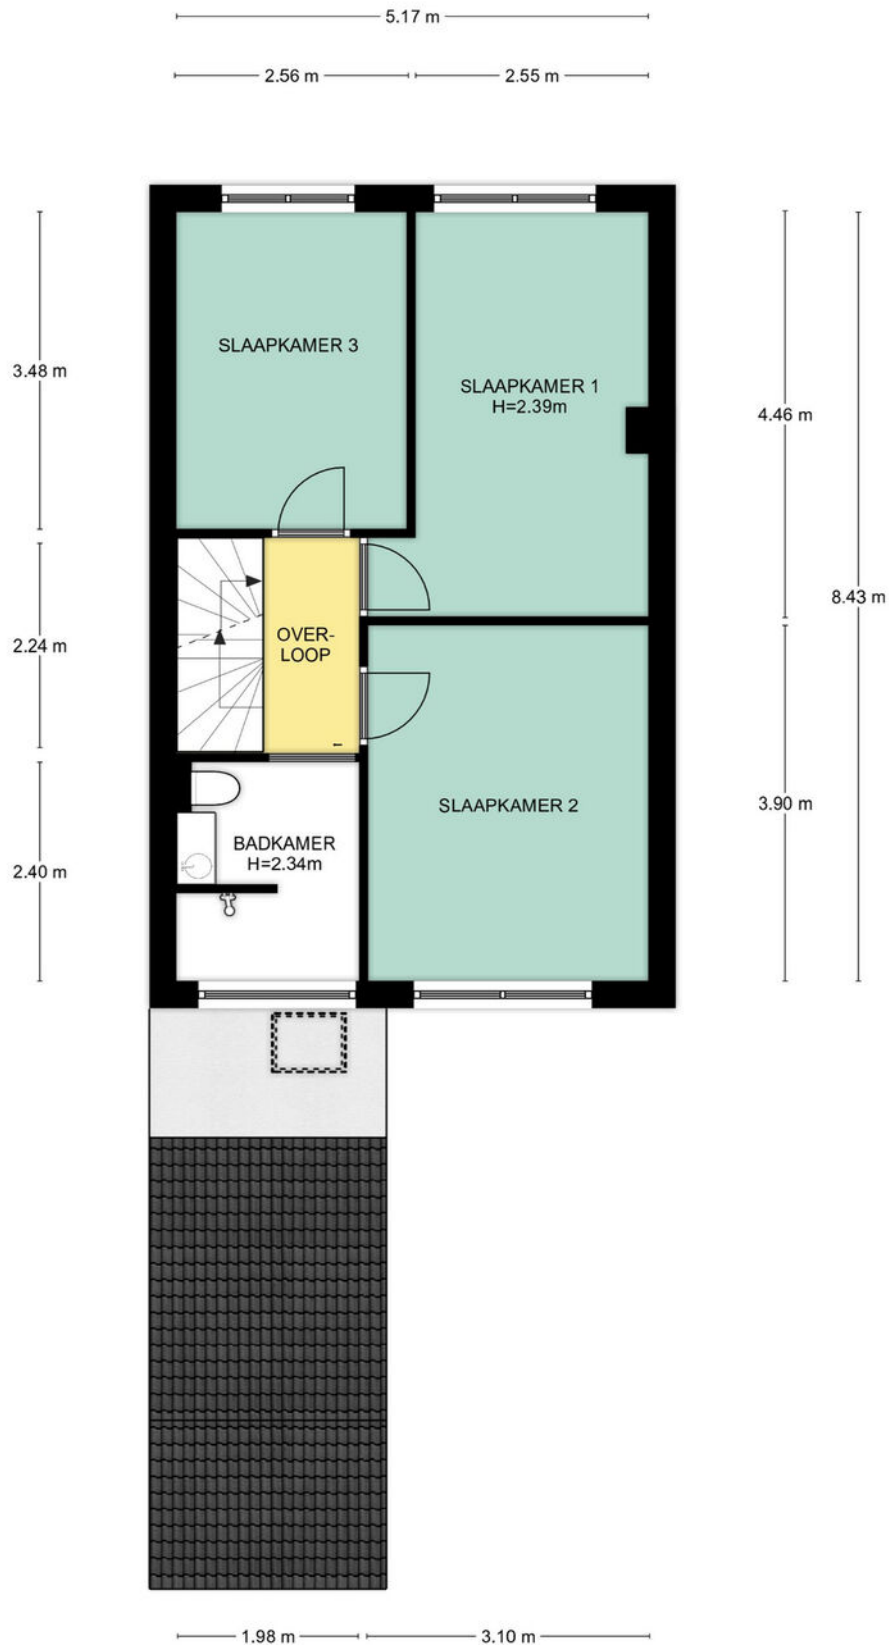 5.17 m
2.56 m
2.55 m
SLAAPKAMER 3
3.48 m
SLAAPKAMER 1
H=2.39m
4.46 m
8.43 m
OVER-
LOOP
2.24 m
SLAAPKAMER 2
3.90 m
BADKAMER
H=2.34m
2.40 m
1.98 m
3.10 m